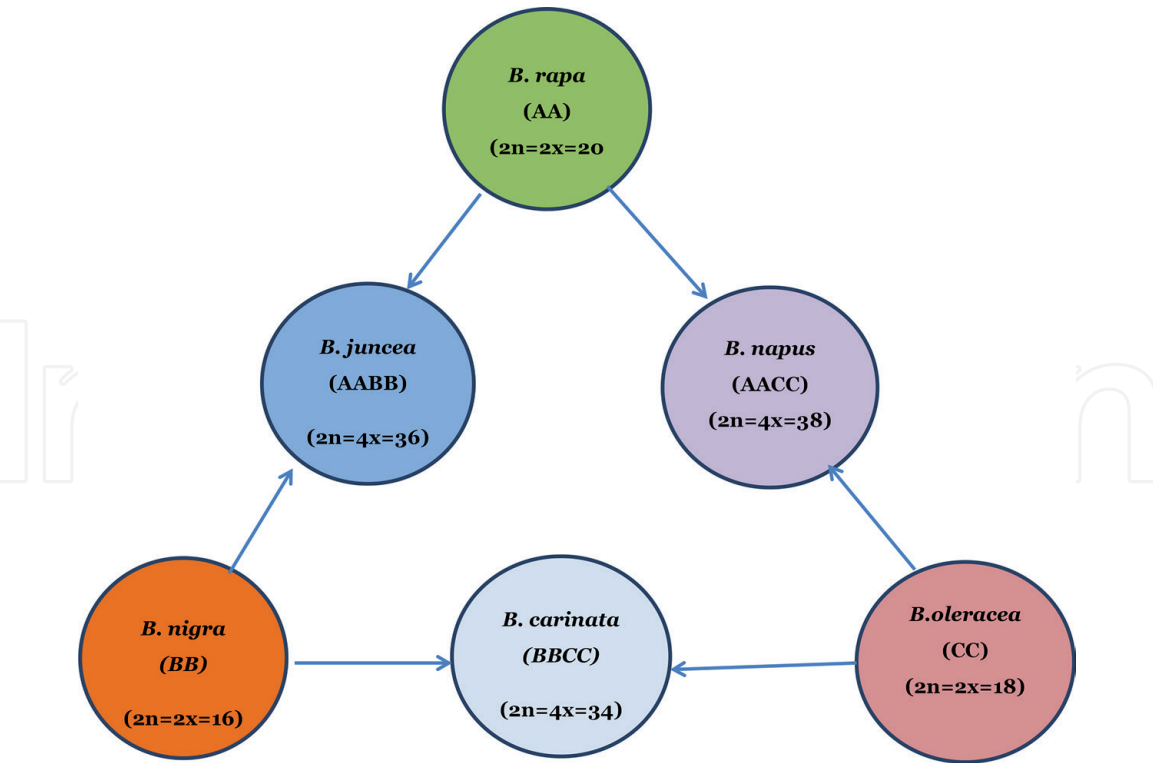 B. rapa
(AA)
(2n=2x=20
B. juncea
(AABB)
(2n=4x=36)
B. napus
(AACC)
(2n=4x=38)
B. nigra
(BB)
(2n=2x=16)
B. carinata
(BBCC)
(2n=4x=34)
B.oleracea
(CC)
(2n=2x=18)